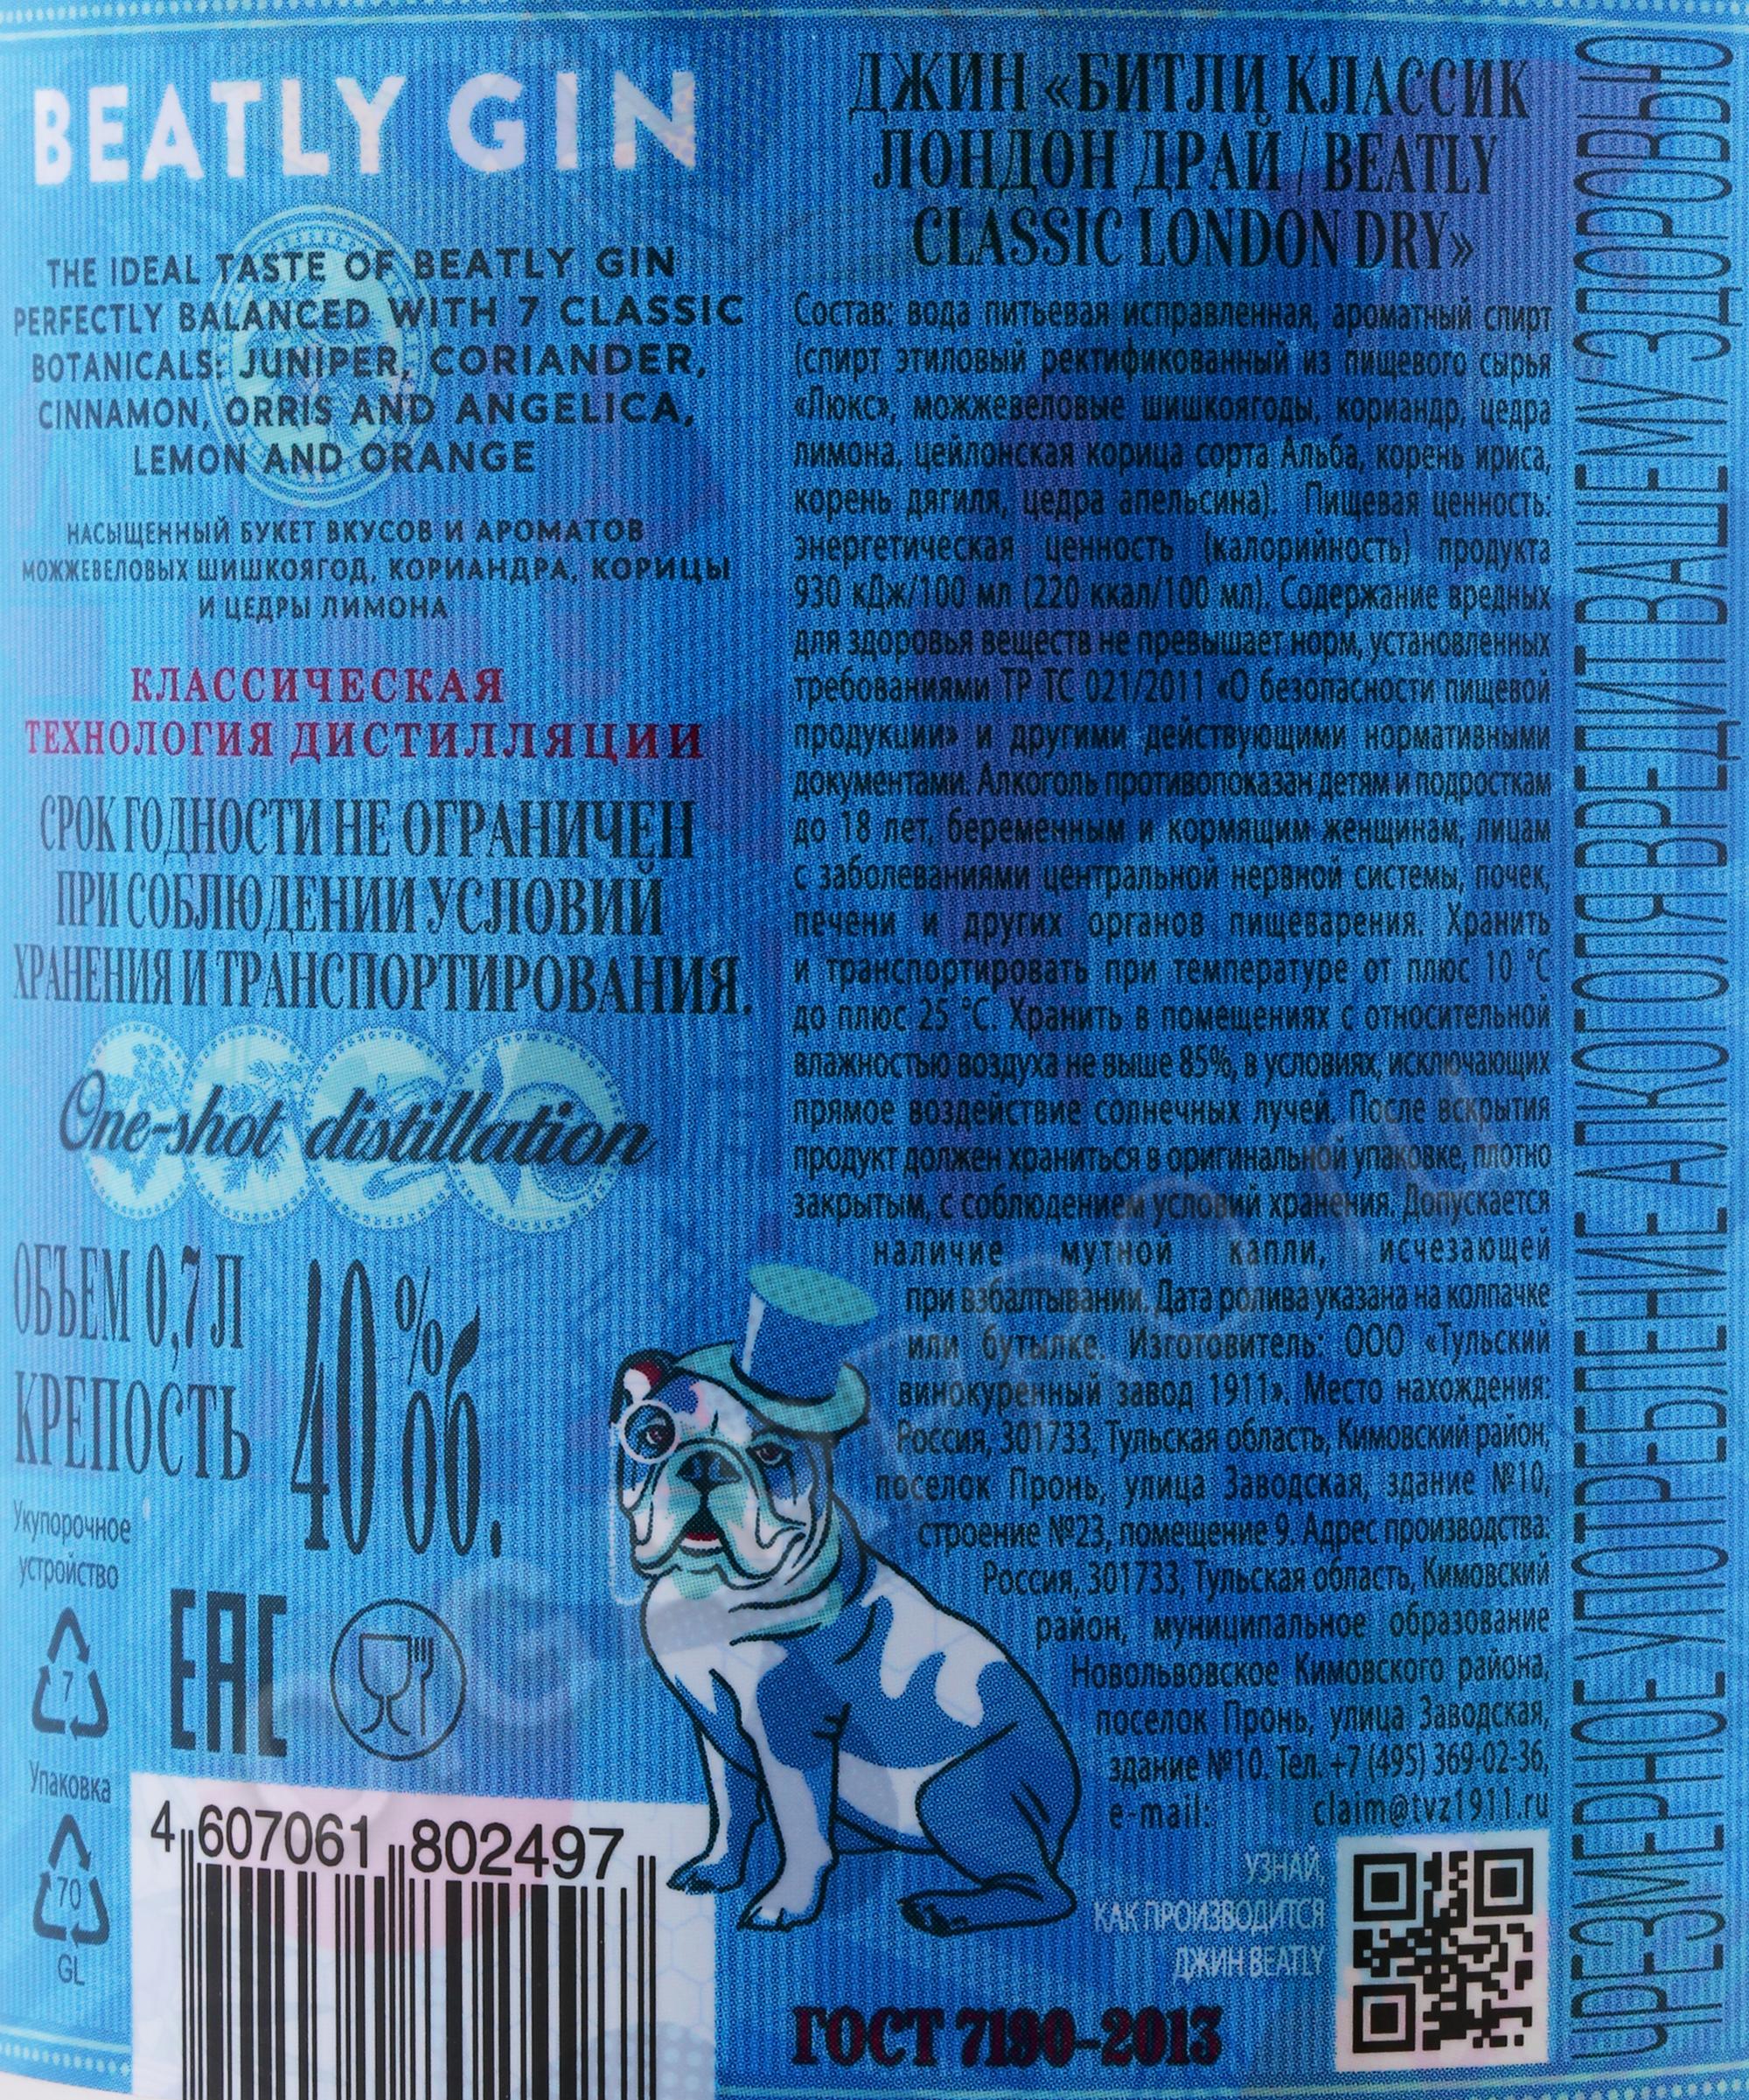 BEATLY GIN
THE IDEAL TASTE OF BEATLY GIN
PERFECTLY BALANCED WITH 7 CLASSIC
BOTANICALS: JUNIPER, CORIANDER,
CINNAMON, ORRIS AND ANGELICA,
LEMON AND ORANGE
НАСЫЩЕННЫЙ БУКЕТ ВКУСОВ И АРОМАТОВ
МОЖЖЕВЕЛОВЫХ ШИШКОЯГОД, КОРИАНДРА, КОРИЦЫ
И ЦЕДРЫ ЛИМОНА
КЛАССИЧЕСКАЯ
ТЕХНОЛОГИЯ ДИСТИЛЛЯЦИИ
СРОК ГОДНОСТИ НЕ ОГРАНИЧЕН
ПРИ СОБЛЮДЕНИИ УСЛОВИЙ
ХРАНЕНИЯ И ТРАНСПОРТИРОВАНИЯ.
One-shot distillation
ОБЪЕМ 0,7 Л
КРЕПОСТЬ 40% об.
Укупорочное
устройство
7
EAC
Упаковка
70
GL
4 607061 802497
ДЖИН «БИТЛИ КЛАССИК
ЛОНДОН ДРАЙ / BEATLY
CLASSIC LONDON DRY»
Состав: вода питьевая исправленная, ароматный спирт
(спирт этиловый ректификованный из пищевого сырья
«Люкс», можжевеловые шишкоягоды, кориандр, цедра
лимона, цейлонская корица сорта Альба, корень ириса,
корень дягиля, цедра апельсина). Пищевая ценность:
энергетическая ценность (калорийность) продукта
930 кДж/100 мл (220 ккал/100 мл). Содержание вредных
для здоровья веществ не превышает норм, установленных
требованиями ТР ТС 021/2011 «О безопасности пищевой
продукции» и другими действующими нормативными
документами. Алкоголь противопоказан детям и подросткам
до 18 лет, беременным и кормящим женщинам, лицам
с заболеваниями центральной нервной системы, почек,
печени и других органов пищеварения. Хранить
и транспортировать при температуре от плюс 10 °С
до плюс 25 °С. Хранить в помещениях с относительной
влажностью воздуха не выше 85%, в условиях, исключающих
прямое воздействие солнечных лучей. После вскрытия
продукт должен храниться в оригинальной упаковке, плотно
закрытым, с соблюдением условий хранения. Допускается
наличие мутной капли, исчезающей
при взбалтывании. Дата розлива указана на колпачке
или бутылке. Изготовитель: ООО «Тульский
винокуренный завод 1911». Место нахождения:
Россия, 301733, Тульская область, Кимовский район,
поселок Пронь, улица Заводская, здание №10,
строение №23, помещение 9. Адрес производства:
Россия, 301733, Тульская область, Кимовский
район, муниципальное образование
Новольвовское Кимовского района,
поселок Пронь, улица Заводская,
здание №10. Тел. +7 (495) 369-02-36,
e-mail: claim@tvz1911.ru
УЗНАЙ,
КАК ПРОИЗВОДИТСЯ
ДЖИН BEATLY
ГОСТ 7190-2013
ЧРЕЗМЕРНОЕ УПОТРЕБЛЕНИЕ АЛКОГОЛЯ ВРЕДИТ ВАШЕМУ ЗДОРОВЬЮ